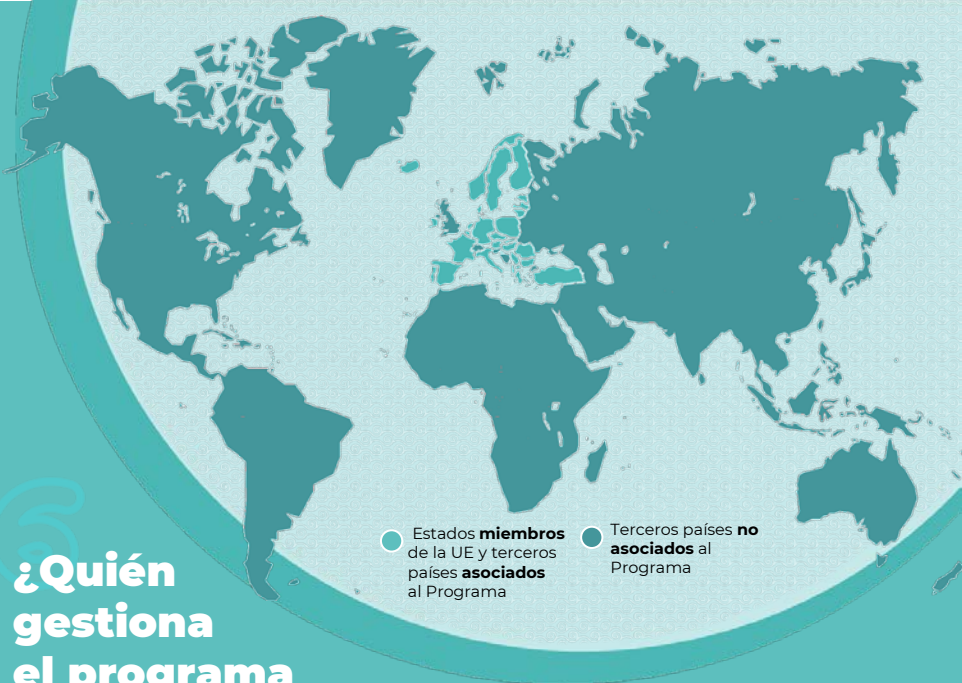 Estados miembros
de la UE y terceros
países asociados
al Programa
Terceros países no
asociados al
Programa
¿Quién
gestiona
el programa